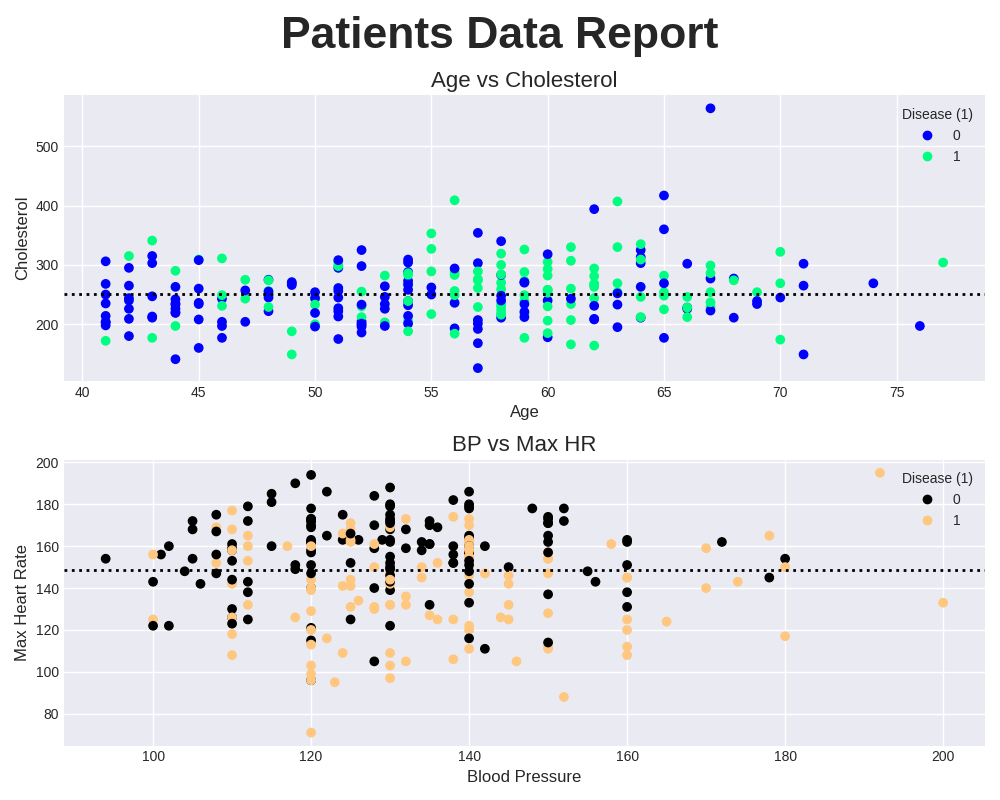 Patients Data Report
Age vs Cholesterol
Disease (1)
0
1
500
400
300
200
Cholesterol
40 45 50 55 60 65 70 75
Age
BP vs Max HR
Disease (1)
0
1
200
180
160
140
120
100
80
Max Heart Rate
100 120 140 160 180 200
Blood Pressure